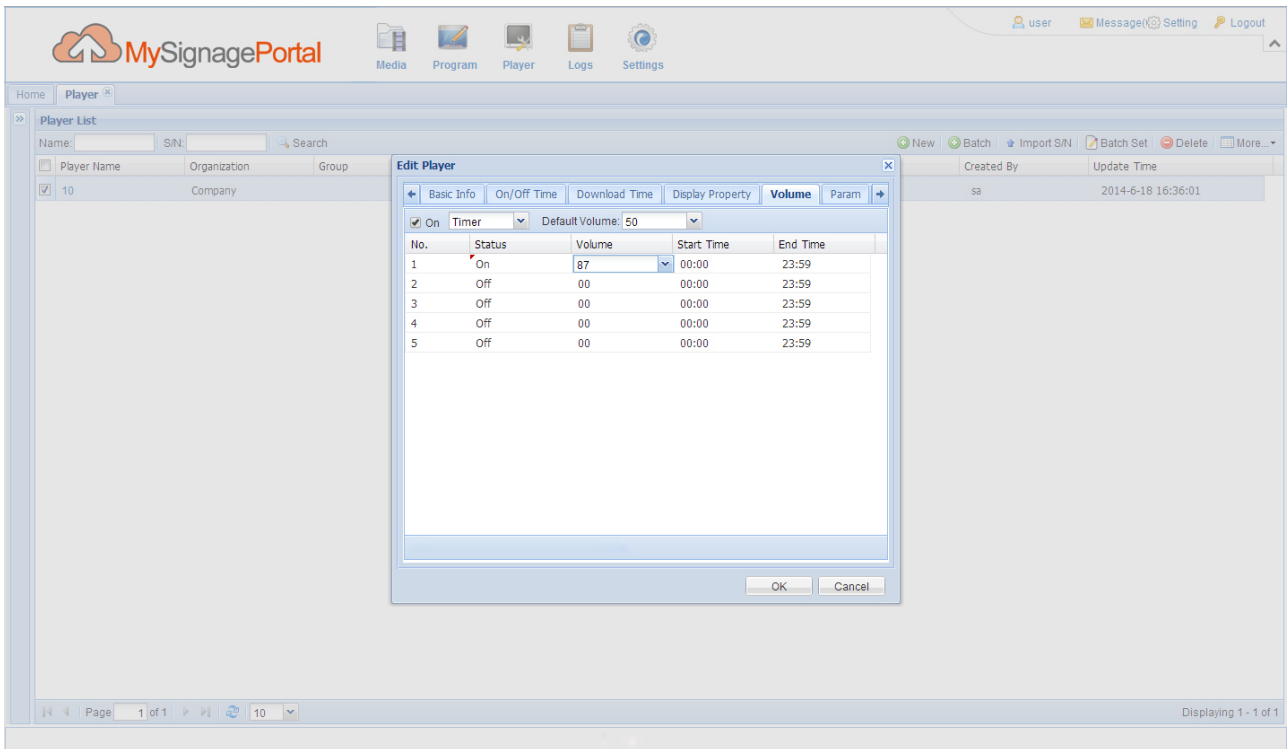 user Message( Setting Logout
MySignagePortal
Media Program Player Logs Settings
Home Player
Player List
Name: S/N: Search New Batch Import S/N Batch Set Delete More...
Player Name Organization Group Created By Update Time
10 Company sa 2014-6-18 16:36:01
Edit Player
Basic Info On/Off Time Download Time Display Property Volume Param
On Timer Default Volume: 50
No. Status Volume Start Time End Time
1 On 87 00:00 23:59
2 Off 00 00:00 23:59
3 Off 00 00:00 23:59
4 Off 00 00:00 23:59
5 Off 00 00:00 23:59
OK Cancel
Page 1 of 1 10 Displaying 1 - 1 of 1